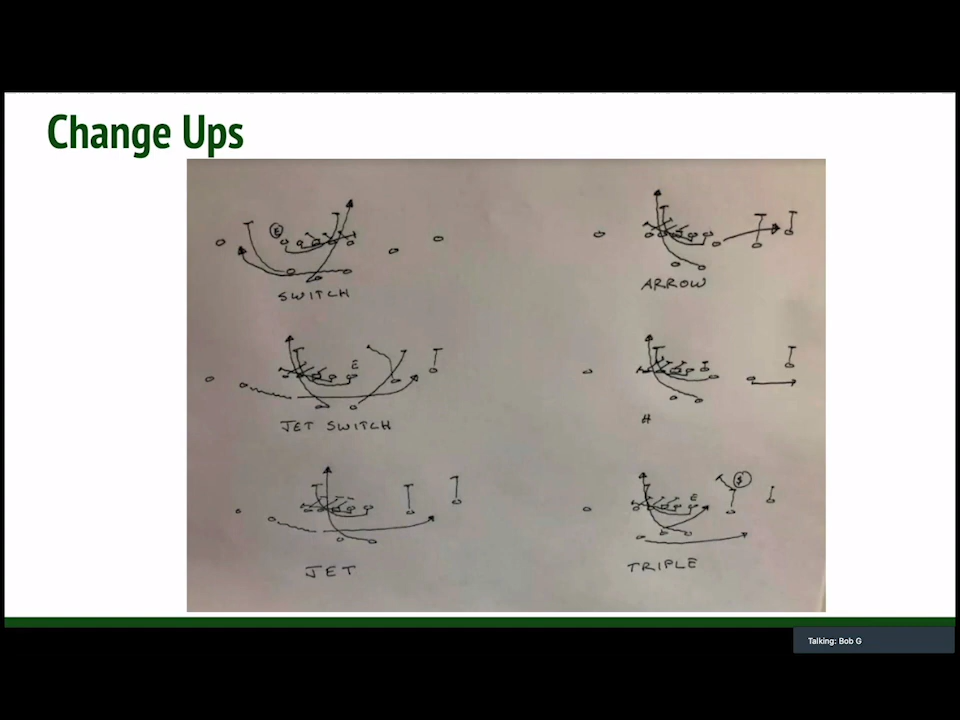 Change Ups
E
SWITCH
ARROW
E
JET SWITCH
H
$
E
JET
TRIPLE
Talking: Bob G